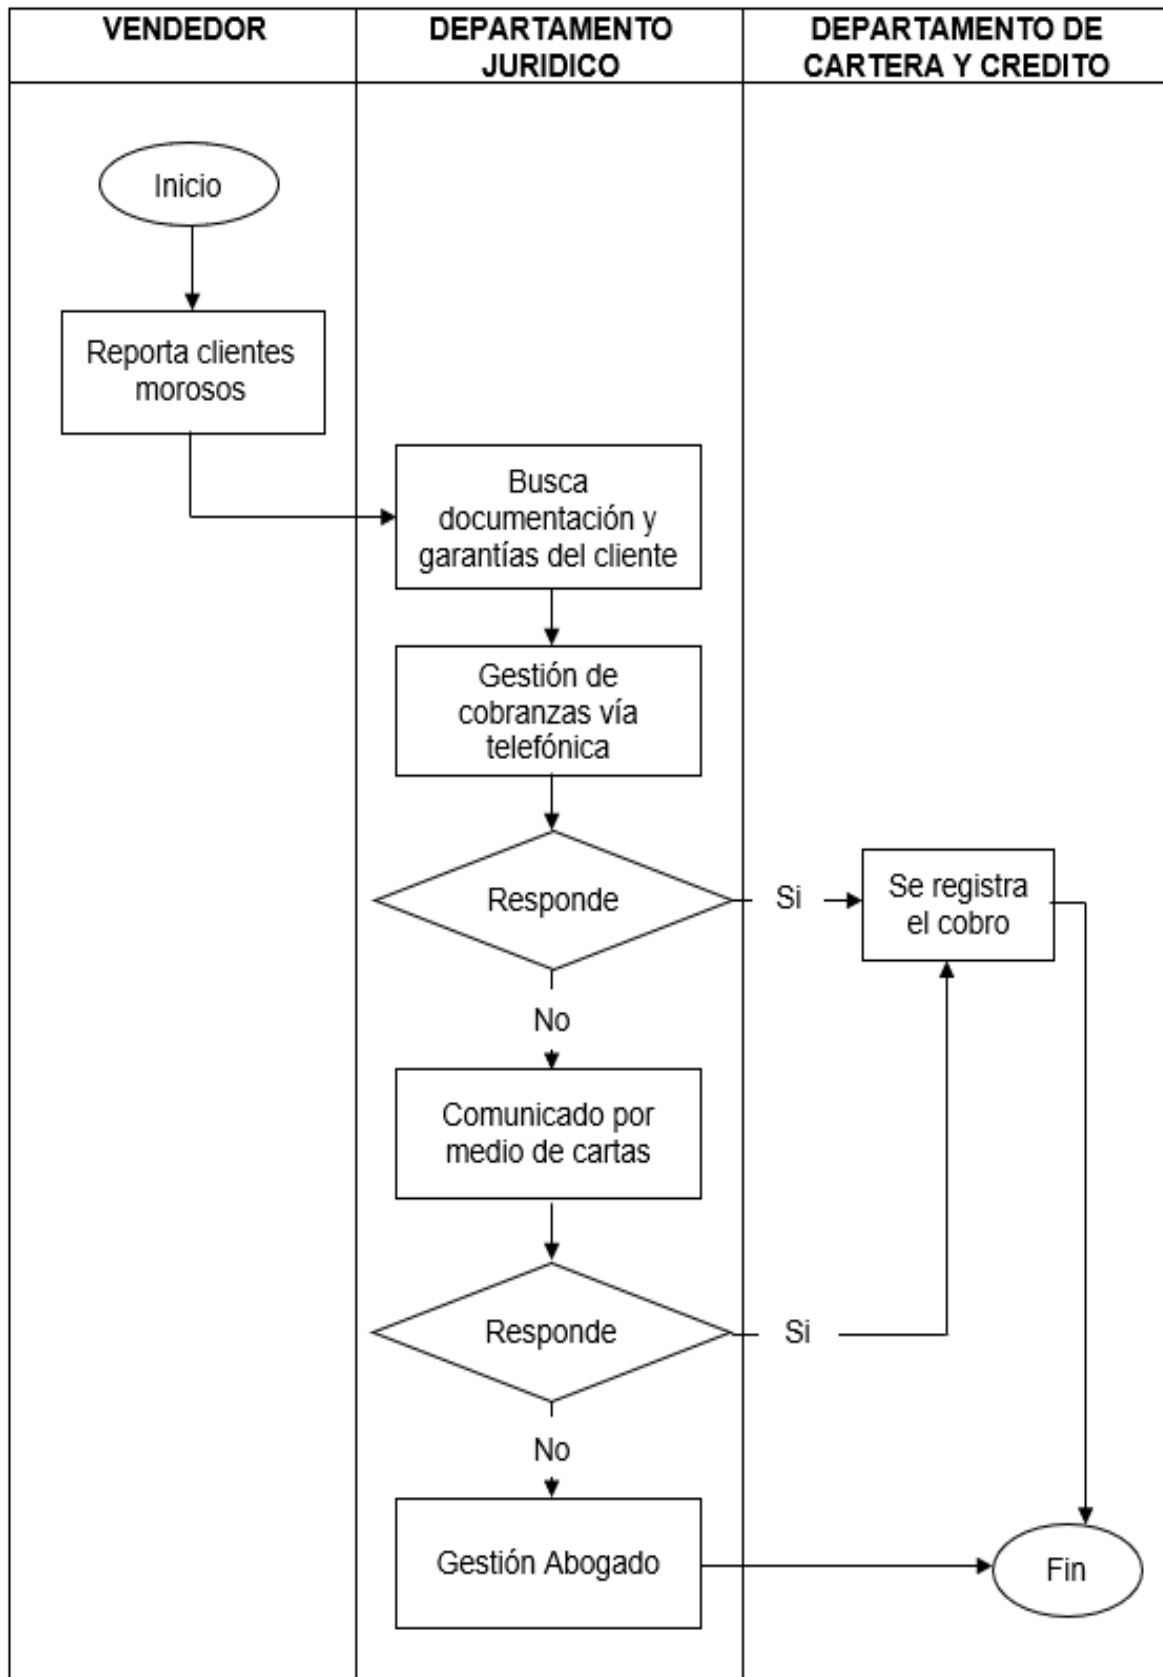 VENDEDOR
DEPARTAMENTO
JURIDICO
DEPARTAMENTO DE
CARTERA Y CREDITO
Inicio
Reporta clientes
morosos
Busca
documentación y
garantías del cliente
Gestión de
cobranzas vía
telefónica
Responde
Si
Se registra
el cobro
No
Comunicado por
medio de cartas
Responde
Si
No
Gestión Abogado
Fin